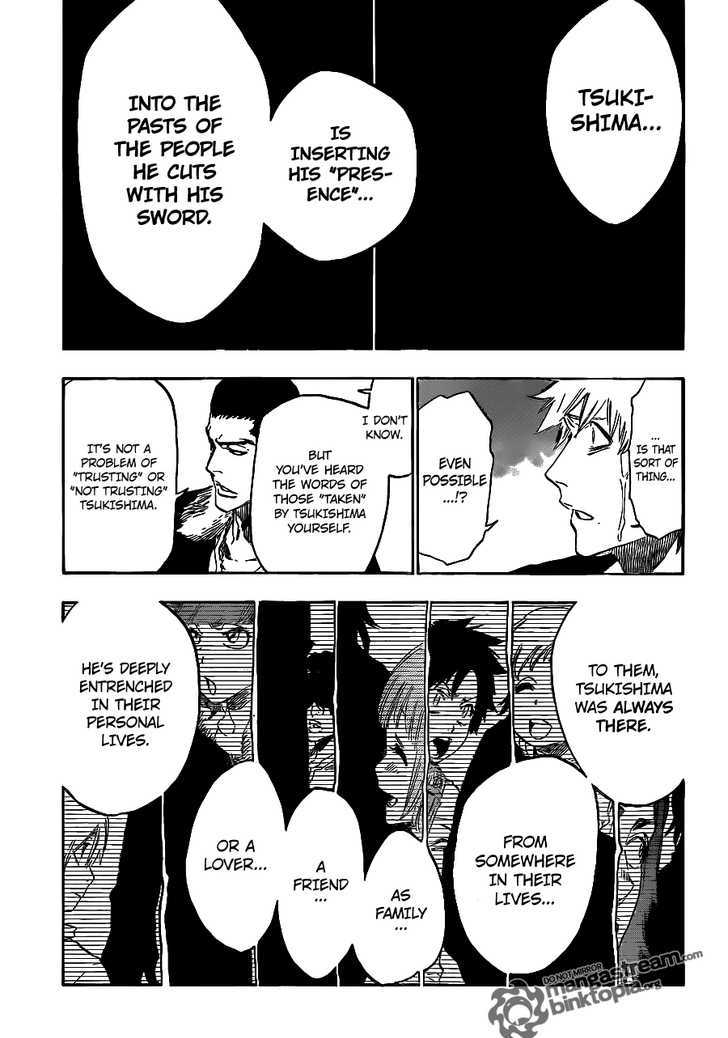 TSUKI-
SHIMA...
IS
INSERTING
HIS "PRES-
ENCE"...
INTO THE
PASTS OF
THE PEOPLE
HE CUTS
WITH HIS
SWORD.
... IS THAT
SORT OF
THING...
EVEN
POSSIBLE
...!?
I DON'T
KNOW.
BUT
YOU'VE HEARD
THE WORDS OF
THOSE "TAKEN"
BY TSUKISHIMA
YOURSELF.
IT'S NOT A
PROBLEM OF
"TRUSTING" OR
"NOT TRUSTING"
TSUKISHIMA.
TO THEM,
TSUKISHIMA
WAS ALWAYS
THERE.
FROM
SOMEWHERE
IN THEIR
LIVES...
AS
FAMILY
...
A
FRIEND
...
OR A
LOVER...
HE'S DEEPLY
ENTRENCHED
IN THEIR
PERSONAL
LIVES.
DO NOT MIRROR
mangastream.com
binktopia.org